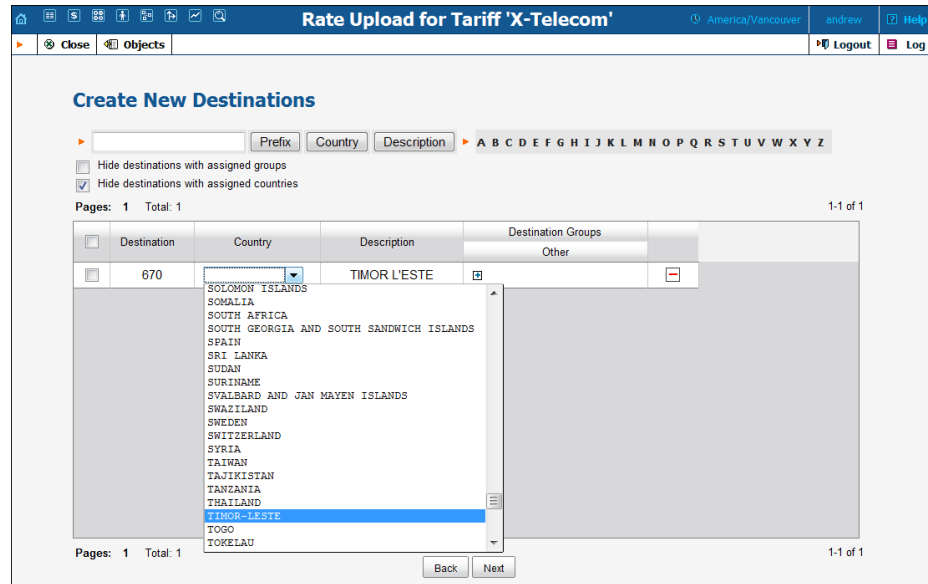 Rate Upload for Tariff 'X-Telecom' America/Vancouver andrew Help
Close Objects Logout Log
Create New Destinations
Prefix Country Description A B C D E F G H I J K L M N O P Q R S T U V W X Y Z
Hide destinations with assigned groups
Hide destinations with assigned countries
Pages: 1 Total: 1 1-1 of 1
Destination Country Description Destination Groups
Other
670 TIMOR L'ESTE
SOLOMON ISLANDS
SOMALIA
SOUTH AFRICA
SOUTH GEORGIA AND SOUTH SANDWICH ISLANDS
SPAIN
SRI LANKA
SUDAN
SURINAME
SVALBARD AND JAN MAYEN ISLANDS
SWAZILAND
SWEDEN
SWITZERLAND
SYRIA
TAIWAN
TAJIKISTAN
TANZANIA
THAILAND
TIMOR-LESTE
TOGO
TOKELAU
Pages: 1 Total: 1 1-1 of 1
Back Next